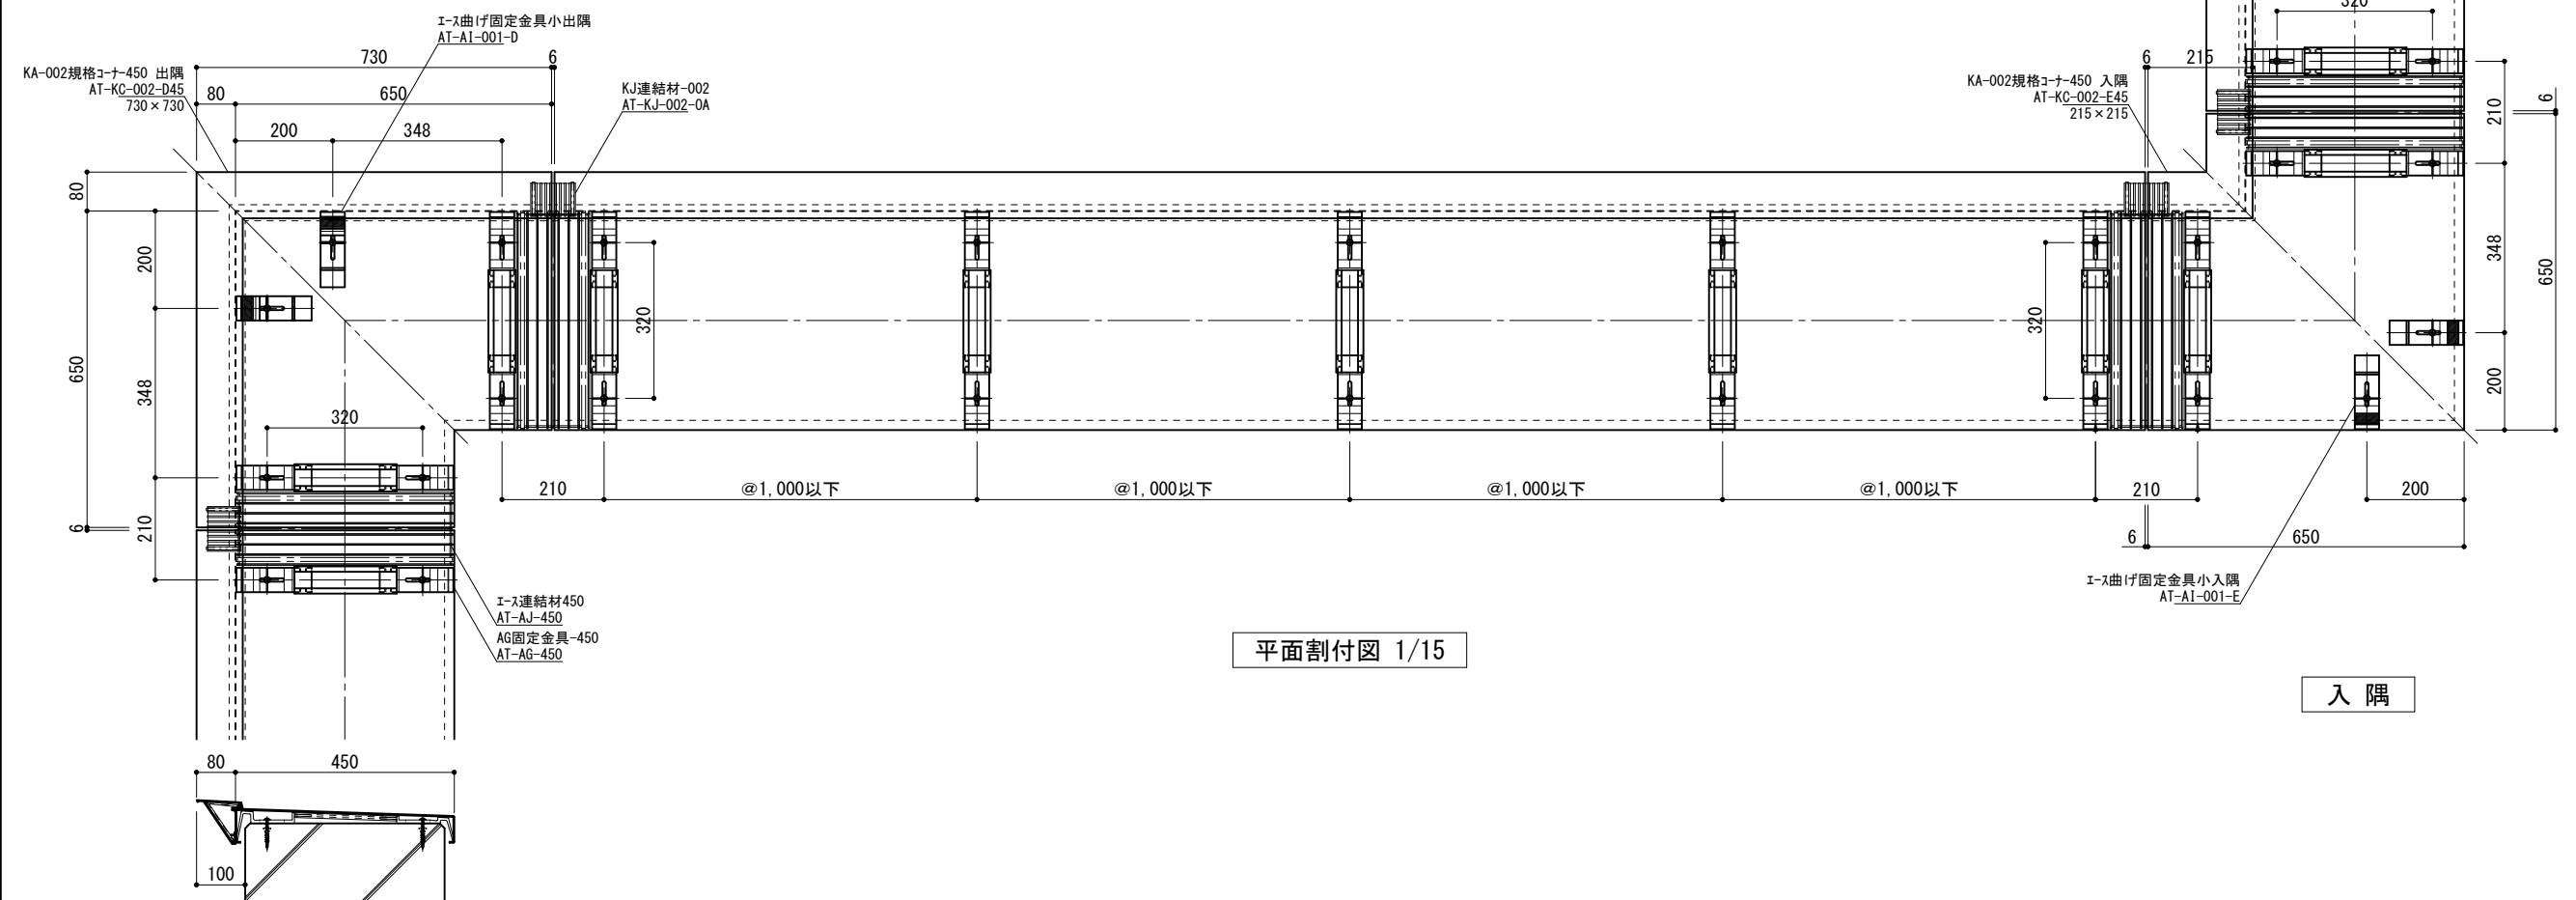 エース曲げ固定金具小出隅
AT-AI-001-D
730
6
KA-002規格コーナー450 出隅
AT-KC-002-D45
730×730
80
650
KJ連結材-002
AT-KJ-002-OA
200
348
80
200
650
348
320
6
210
320
210
@1,000以下
@1,000以下
@1,000以下
@1,000以下
210
320
320
6
215
KA-002規格コーナー450 入隅
AT-KC-002-E45
215×215
210
6
348
650
200
200
6
650
エース曲げ固定金具小入隅
AT-AI-001-E
エース連結材450
AT-AJ-450
AG固定金具-450
AT-AG-450
平面割付図 1/15
入 隅
80
450
100